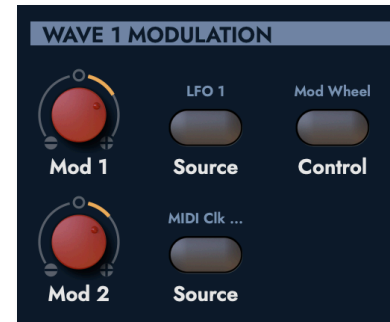 WAVE 1 MODULATION
LFO 1 Mod Wheel
Mod 1 Source Control
MIDI Clk ...
Mod 2 Source